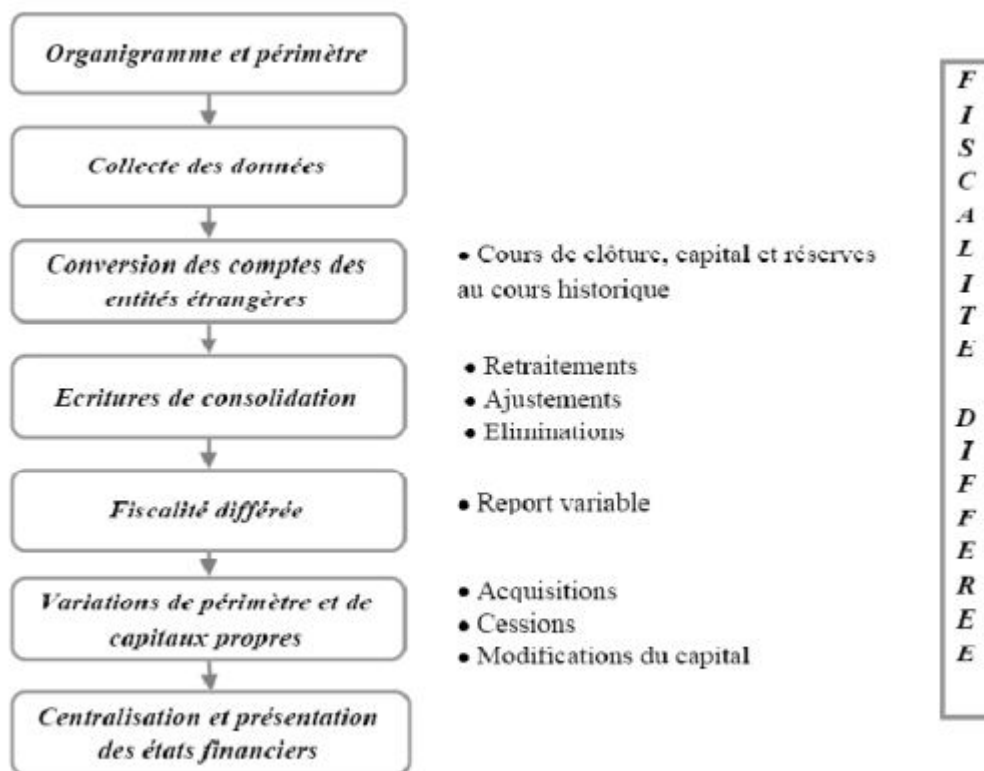 Organigramme et périmètre
Collecte des données
Conversion des comptes des
entités étrangères
• Cours de clôture, capital et réserves
au cours historique
Ecritures de consolidation
• Retraitements
• Ajustements
• Eliminations
Fiscalité différée
• Report variable
Variations de périmètre et de
capitaux propres
• Acquisitions
• Cessions
• Modifications du capital
Centralisation et présentation
des états financiers
F
I
S
C
A
L
I
T
E
D
I
F
F
E
R
E
E